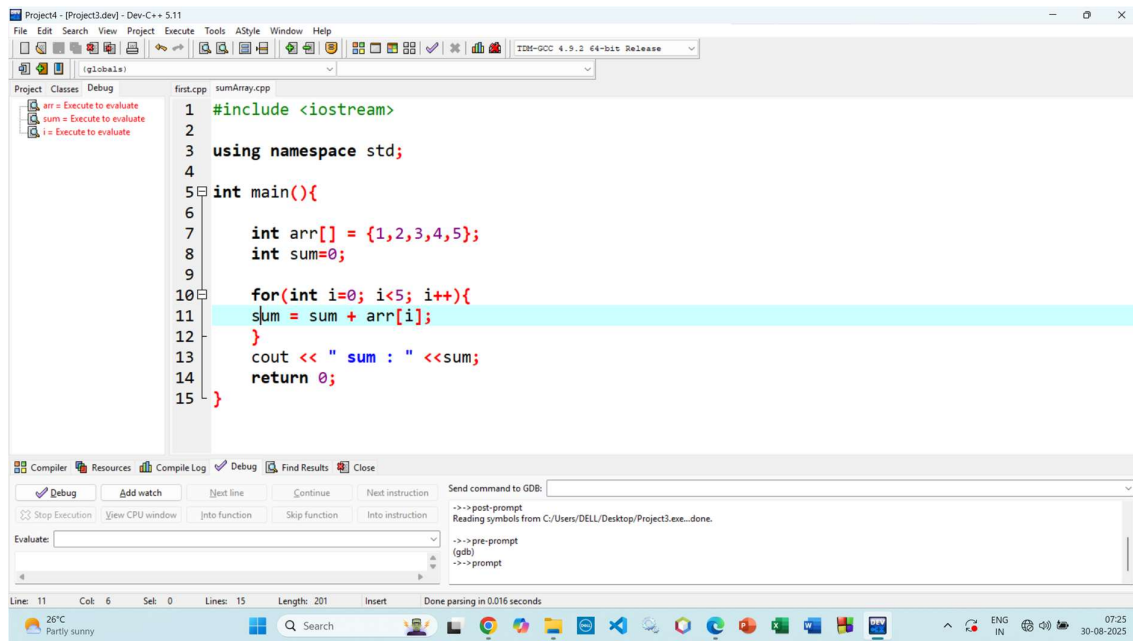 Project4 - [Project3.dev] - Dev-C++ 5.11
File Edit Search View Project Execute Tools AStyle Window Help
TDM-GCC 4.9.2 64-bit Release
(globals)
Project Classes Debug
first.cpp sumArray.cpp
arr = Execute to evaluate
sum = Execute to evaluate
i = Execute to evaluate
1 #include <iostream>
2
3 using namespace std;
4
5 int main(){
6
7 int arr[] = {1,2,3,4,5};
8 int sum=0;
9
10 for(int i=0; i<5; i++){
11 sum = sum + arr[i];
12 }
13 cout << " sum : " <<sum;
14 return 0;
15 }
Compiler Resources Compile Log Debug Find Results Close
Debug Add watch Next line Continue Next instruction
Stop Execution View CPU window Into function Skip function Into instruction
Evaluate:
Send command to GDB:
->->post-prompt
Reading symbols from C:/Users/DELL/Desktop/Project3.exe...done.
->->pre-prompt
(gdb)
->->prompt
Line: 11 Col: 6 Sel: 0 Lines: 15 Length: 201 Insert Done parsing in 0.016 seconds
26°C
Partly sunny
Search
DEV
ENG
IN
07:25
30-08-2025